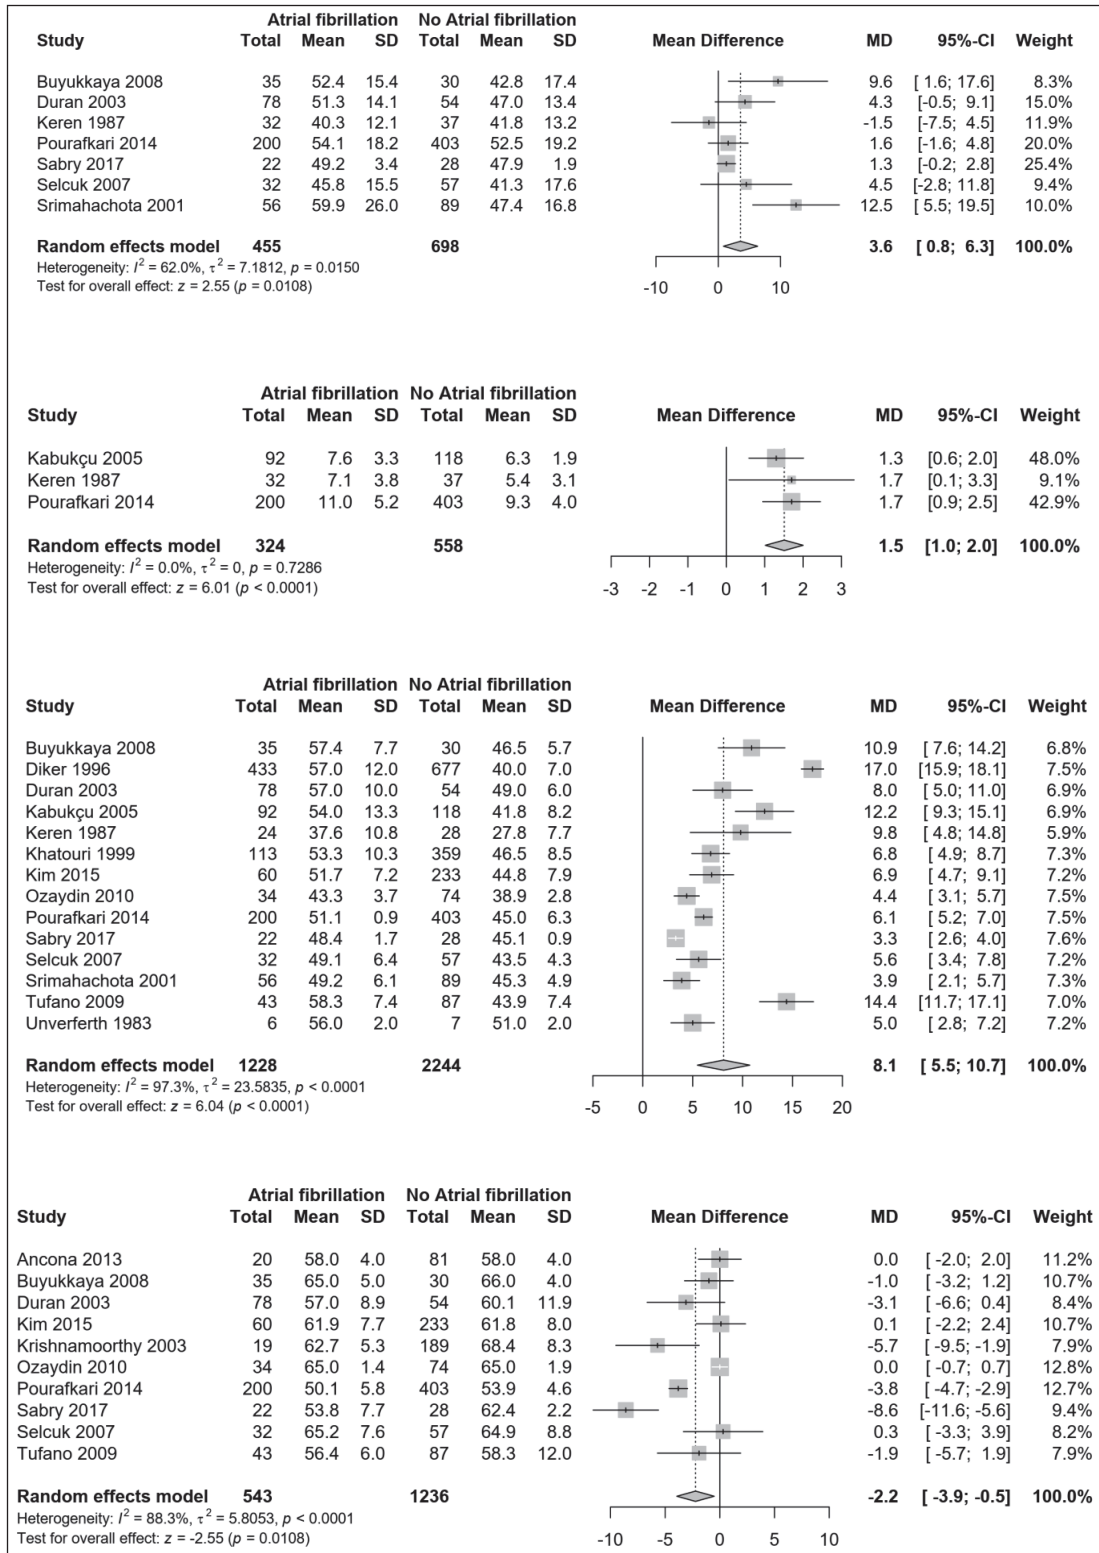 Atrial fibrillation No Atrial fibrillation
Study Total Mean SD Total Mean SD Mean Difference MD 95%-CI Weight
Buyukkaya 2008 35 52.4 15.4 30 42.8 17.4 9.6 [ 1.6; 17.6] 8.3%
Duran 2003 78 51.3 14.1 54 47.0 13.4 4.3 [-0.5; 9.1] 15.0%
Keren 1987 32 40.3 12.1 37 41.8 13.2 -1.5 [-7.5; 4.5] 11.9%
Pourafkari 2014 200 54.1 18.2 403 52.5 19.2 1.6 [-1.6; 4.8] 20.0%
Sabry 2017 22 49.2 3.4 28 47.9 1.9 1.3 [-0.2; 2.8] 25.4%
Selcuk 2007 32 45.8 15.5 57 41.3 17.6 4.5 [-2.8; 11.8] 9.4%
Srimahachota 2001 56 59.9 26.0 89 47.4 16.8 12.5 [ 5.5; 19.5] 10.0%
Random effects model 455 698 3.6 [ 0.8; 6.3] 100.0%
Heterogeneity: I² = 62.0%, τ² = 7.1812, p = 0.0150
Test for overall effect: z = 2.55 (p = 0.0108)
-10 0 10
Atrial fibrillation No Atrial fibrillation
Study Total Mean SD Total Mean SD Mean Difference MD 95%-CI Weight
Kabukçu 2005 92 7.6 3.3 118 6.3 1.9 1.3 [0.6; 2.0] 48.0%
Keren 1987 32 7.1 3.8 37 5.4 3.1 1.7 [0.1; 3.3] 9.1%
Pourafkari 2014 200 11.0 5.2 403 9.3 4.0 1.7 [0.9; 2.5] 42.9%
Random effects model 324 558 1.5 [1.0; 2.0] 100.0%
Heterogeneity: I² = 0.0%, τ² = 0, p = 0.7286
Test for overall effect: z = 6.01 (p < 0.0001)
-3 -2 -1 0 1 2 3
Atrial fibrillation No Atrial fibrillation
Study Total Mean SD Total Mean SD Mean Difference MD 95%-CI Weight
Buyukkaya 2008 35 57.4 7.7 30 46.5 5.7 10.9 [ 7.6; 14.2] 6.8%
Diker 1996 433 57.0 12.0 677 40.0 7.0 17.0 [15.9; 18.1] 7.5%
Duran 2003 78 57.0 10.0 54 49.0 6.0 8.0 [ 5.0; 11.0] 6.9%
Kabukçu 2005 92 54.0 13.3 118 41.8 8.2 12.2 [ 9.3; 15.1] 6.9%
Keren 1987 24 37.6 10.8 28 27.8 7.7 9.8 [ 4.8; 14.8] 5.9%
Khatouri 1999 113 53.3 10.3 359 46.5 8.5 6.8 [ 4.9; 8.7] 7.3%
Kim 2015 60 51.7 7.2 233 44.8 7.9 6.9 [ 4.7; 9.1] 7.2%
Ozaydin 2010 34 43.3 3.7 74 38.9 2.8 4.4 [ 3.1; 5.7] 7.5%
Pourafkari 2014 200 51.1 0.9 403 45.0 6.3 6.1 [ 5.2; 7.0] 7.5%
Sabry 2017 22 48.4 1.7 28 45.1 0.9 3.3 [ 2.6; 4.0] 7.6%
Selcuk 2007 32 49.1 6.4 57 43.5 4.3 5.6 [ 3.4; 7.8] 7.2%
Srimahachota 2001 56 49.2 6.1 89 45.3 4.9 3.9 [ 2.1; 5.7] 7.3%
Tufano 2009 43 58.3 7.4 87 43.9 7.4 14.4 [11.7; 17.1] 7.0%
Unverferth 1983 6 56.0 2.0 7 51.0 2.0 5.0 [ 2.8; 7.2] 7.2%
Random effects model 1228 2244 8.1 [ 5.5; 10.7] 100.0%
Heterogeneity: I² = 97.3%, τ² = 23.5835, p < 0.0001
Test for overall effect: z = 6.04 (p < 0.0001)
-5 0 5 10 15 20
Atrial fibrillation No Atrial fibrillation
Study Total Mean SD Total Mean SD Mean Difference MD 95%-CI Weight
Ancona 2013 20 58.0 4.0 81 58.0 4.0 0.0 [ -2.0; 2.0] 11.2%
Buyukkaya 2008 35 65.0 5.0 30 66.0 4.0 -1.0 [ -3.2; 1.2] 10.7%
Duran 2003 78 57.0 8.9 54 60.1 11.9 -3.1 [ -6.6; 0.4] 8.4%
Kim 2015 60 61.9 7.7 233 61.8 8.0 0.1 [ -2.2; 2.4] 10.7%
Krishnamoorthy 2003 19 62.7 5.3 189 68.4 8.3 -5.7 [ -9.5; -1.9] 7.9%
Ozaydin 2010 34 65.0 1.4 74 65.0 1.9 0.0 [ -0.7; 0.7] 12.8%
Pourafkari 2014 200 50.1 5.8 403 53.9 4.6 -3.8 [ -4.7; -2.9] 12.7%
Sabry 2017 22 53.8 7.7 28 62.4 2.2 -8.6 [-11.6; -5.6] 9.4%
Selcuk 2007 32 65.2 7.6 57 64.9 8.8 0.3 [ -3.3; 3.9] 8.2%
Tufano 2009 43 56.4 6.0 87 58.3 12.0 -1.9 [ -5.7; 1.9] 7.9%
Random effects model 543 1236 -2.2 [ -3.9; -0.5] 100.0%
Heterogeneity: I² = 88.3%, τ² = 5.8053, p < 0.0001
Test for overall effect: z = -2.55 (p = 0.0108)
-10 -5 0 5 10